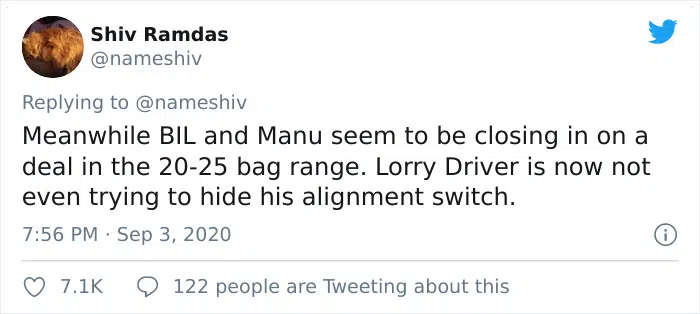 Shiv Ramdas
@nameshiv
Replying to @nameshiv
Meanwhile BIL and Manu seem to be closing in on a
deal in the 20-25 bag range. Lorry Driver is now not
even trying to hide his alignment switch.
7:56 PM · Sep 3, 2020
7.1K 122 people are Tweeting about this